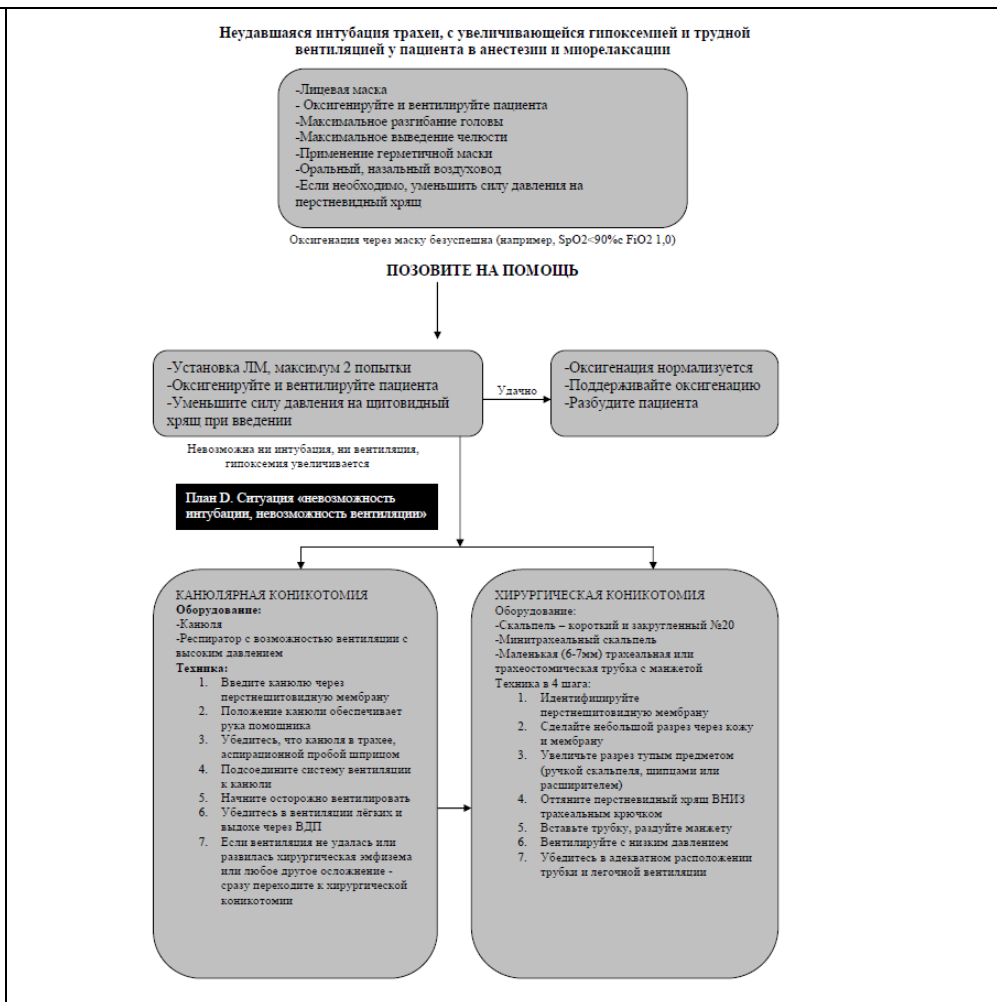 Неудавшаяся интубация трахеи, с увеличивающейся гипоксемией и трудной
вентиляцией у пациента в анестезии и миорелаксации
-Лицевая маска
- Оксигенируйте и вентилируйте пациента
-Максимальное разгибание головы
-Максимальное выведение челюсти
-Применение герметичной маски
-Оральный, назальный воздуховод
-Если необходимо, уменьшить силу давления на
перстневидный хрящ
Оксигенация через маску безуспешна (например, SpO2<90%с FiO2 1,0)
ПОЗОВИТЕ НА ПОМОЩЬ
-Установка ЛМ, максимум 2 попытки
-Оксигенируйте и вентилируйте пациента
-Уменьшите силу давления на щитовидный
хрящ при введении
Удачно
-Оксигенация нормализуется
-Поддерживайте оксигенацию
-Разбудите пациента
Невозможна ни интубация, ни вентиляция,
гипоксемия увеличивается
План D. Ситуация «невозможность
интубации, невозможность вентиляции»
КАНЮЛЯРНАЯ КОНИКОТОМИЯ
Оборудование:
-Канюля
-Респиратор с возможностью вентиляции с
высоким давлением
Техника:
1. Введите канюлю через
перстнещитовидную мембрану
2. Положение канюли обеспечивает
рука помощника
3. Убедитесь, что канюля в трахее,
аспирационной пробой шприцом
4. Подсоедините систему вентиляции
к канюли
5. Начните осторожно вентилировать
6. Убедитесь в вентиляции лёгких и
выдохе через ВДП
7. Если вентиляция не удалась или
развилась хирургическая эмфизема
или любое другое осложнение -
сразу переходите к хирургической
коникотомии
ХИРУРГИЧЕСКАЯ КОНИКОТОМИЯ
Оборудование:
-Скальпель – короткий и закругленный №20
-Минитрахеальный скальпель
-Маленькая (6-7мм) трахеальная или
трахеостомическая трубка с манжетой
Техника в 4 шага:
1. Идентифицируйте
перстнещитовидную мембрану
2. Сделайте небольшой разрез через кожу
и мембрану
3. Увеличьте разрез тупым предметом
(ручкой скальпеля, щипцами или
расширителем)
4. Оттяните перстневидный хрящ ВНИЗ
трахеальным крючком
5. Вставьте трубку, раздуйте манжету
6. Вентилируйте с низким давлением
7. Убедитесь в адекватном расположении
трубки и легочной вентиляции